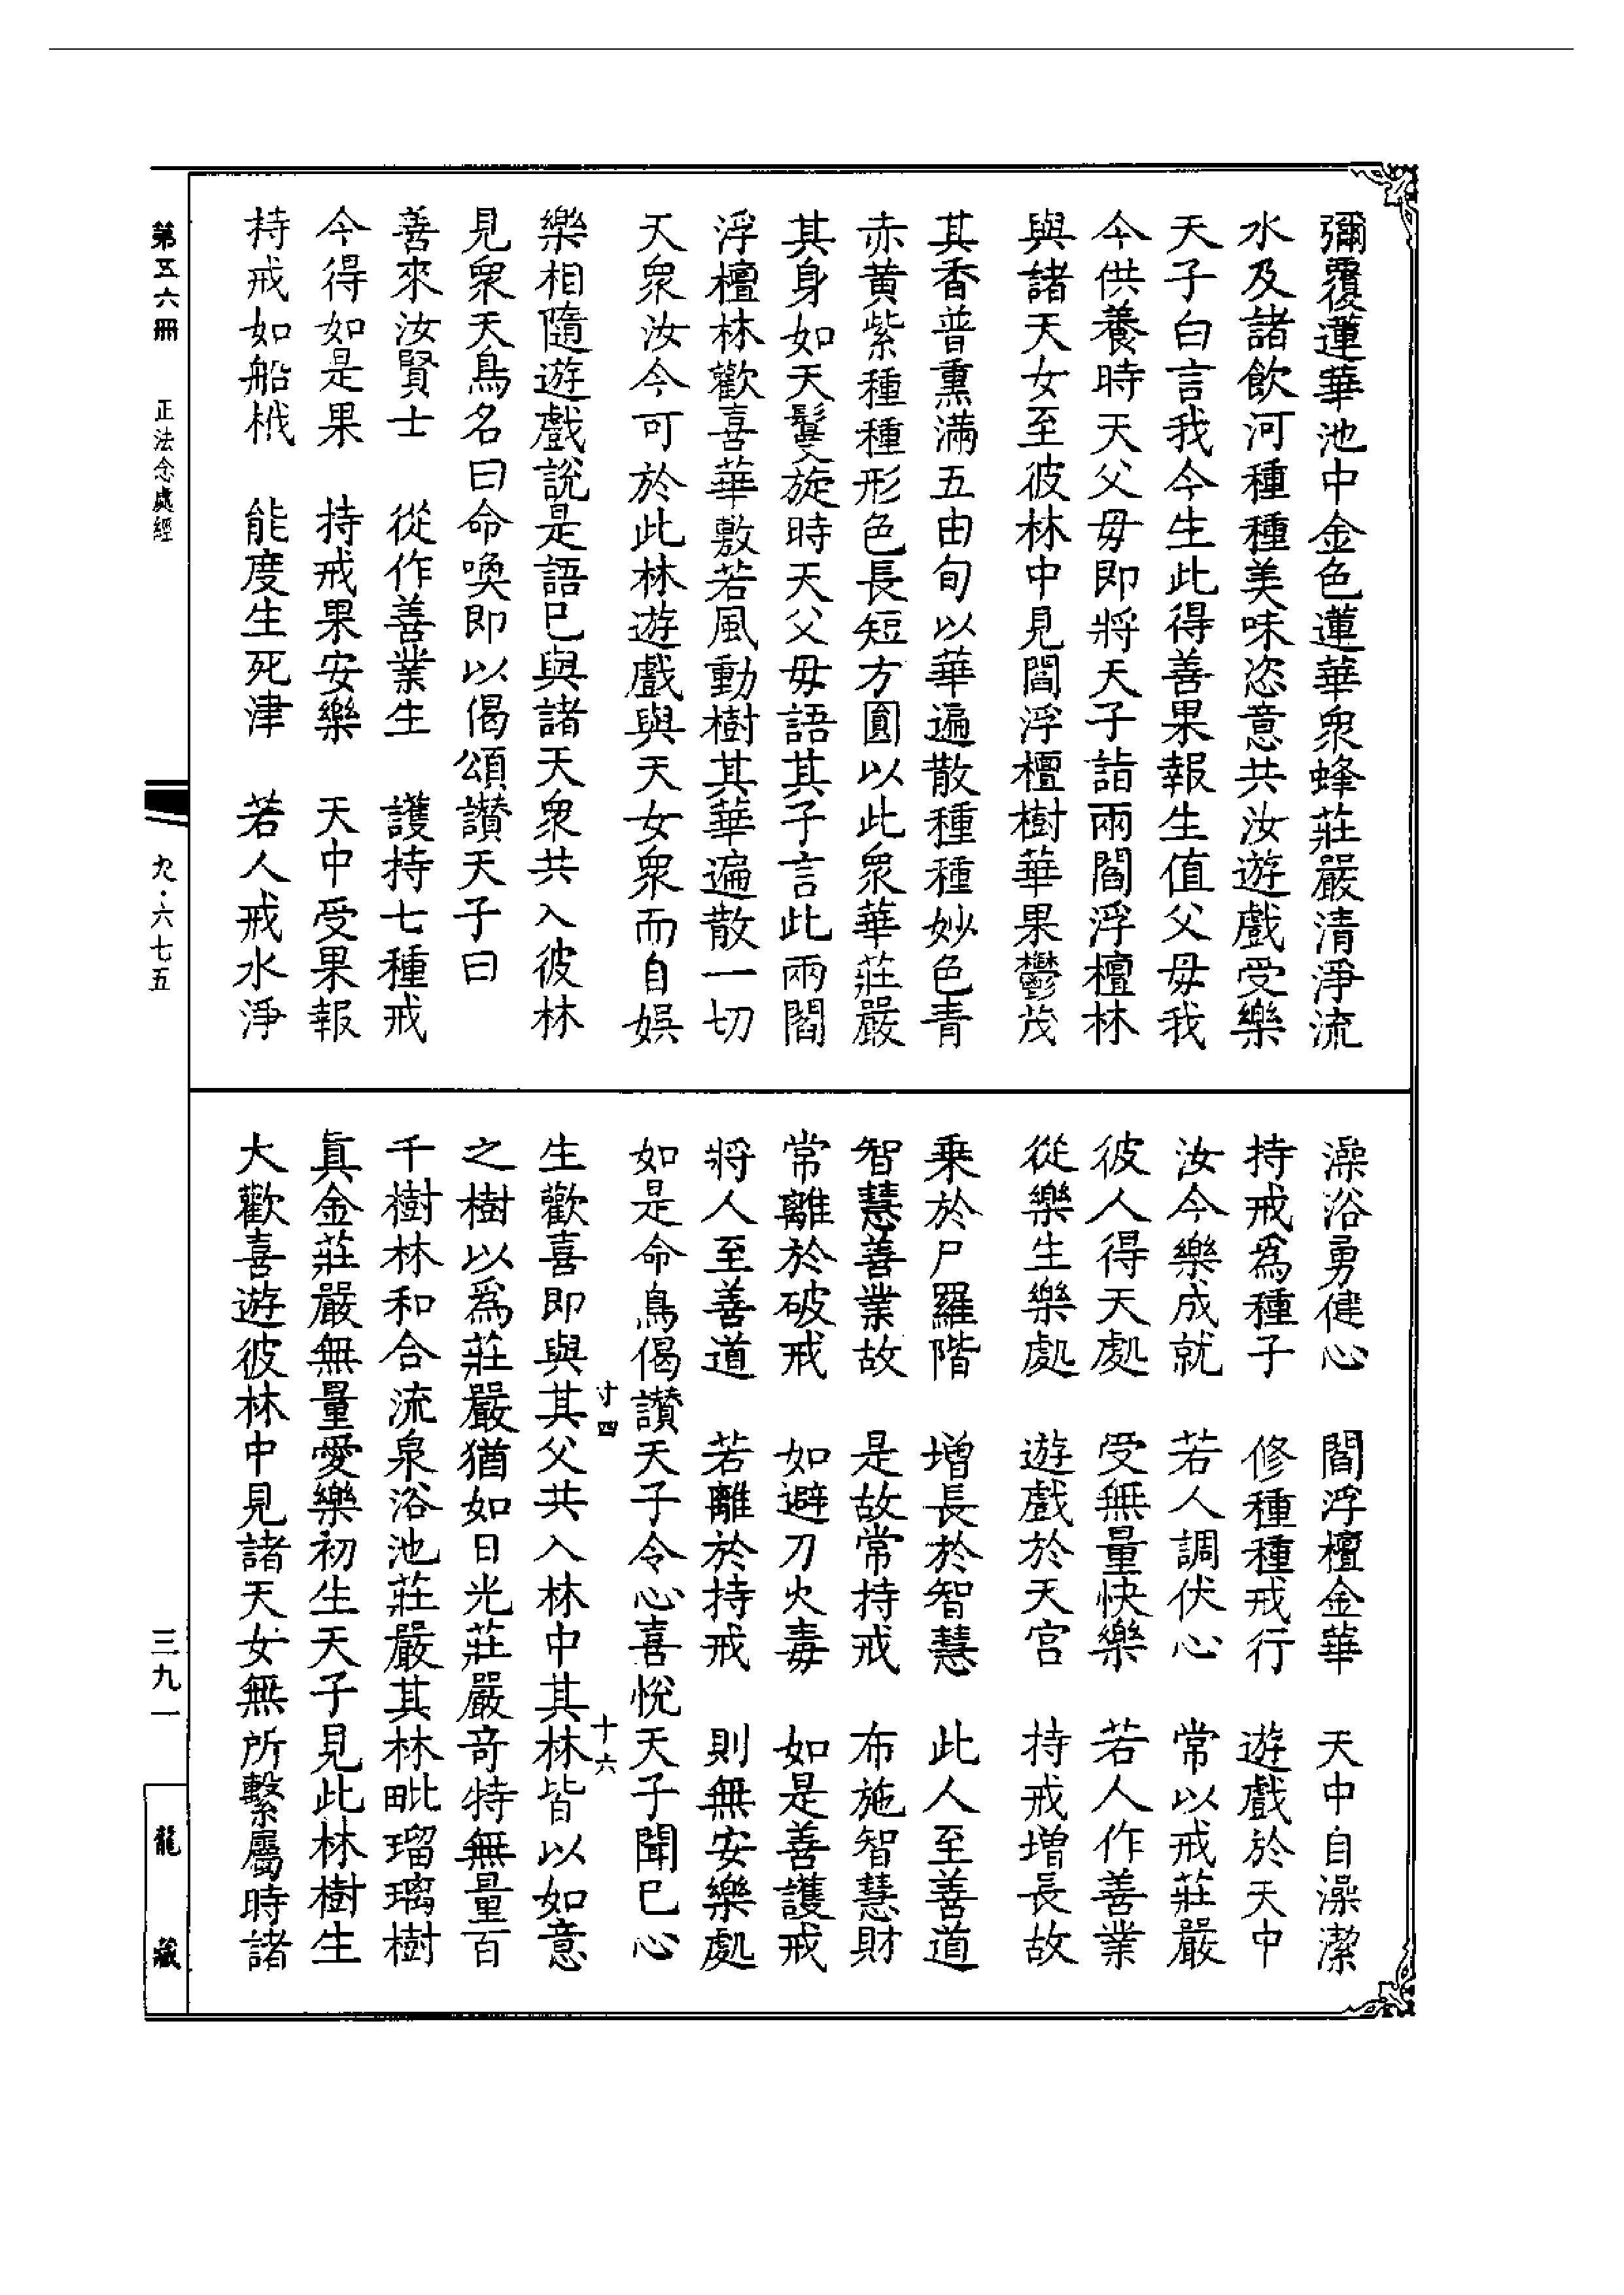 彌覆蓮華池中金色蓮華衆蜂莊嚴清淨流
水及諸飲河種種美味恣意共汝遊戲受樂
天子白言我今生此得善果報生值父母我
今供養時天父母即將天子詣兩閻浮檀林
與諸天女至彼林中見閻浮檀樹華果鬱茂
其香普熏滿五由旬以華遍散種種妙色青
赤黄紫種種形色長短方圓以此衆華莊嚴
其身如天鬘旋時天父母語其子言此兩閻
浮檀林歡喜華敷若風動樹其華遍散一切
天衆汝今可於此林遊戲與天女衆而自娛
樂相隨遊戲說是語巳與諸天衆共入彼林
見衆天鳥名曰命喚即以偈頌讃天子曰
善來汝賢士　從作善業生　護持七種戒
今得如是果　持戒果安樂　天中受果報
持戒如船栰　能度生死津　若人戒水淨
澡浴勇健心　閻浮檀金華　天中自澡潔
持戒為種子　修種種戒行　遊戲於天中
汝今樂成就　若人調伏心　常以戒莊嚴
彼人得天處　受無量快樂　若人作善業
從樂生樂處　遊戲於天宮　持戒增長故
乘於尸羅階　增長於智慧　此人至善道
智慧善業故　是故常持戒　布施智慧財
常離於破戒　如避刀火毒　如是善護戒
將人至善道　若離於持戒　則無安樂處
如是命鳥偈讃天子令心喜悅天子聞巳心
寸四
十六
生歡喜即與其父共入林中其林皆以如意
之樹以為莊嚴猶如日光莊嚴奇特無量百
千樹林和合流泉浴池莊嚴其林毗瑠璃樹
真金莊嚴無量愛樂初生天子見此林樹生
大歡喜遊彼林中見諸天女無所繫屬時諸
第五六冊
正法念處經
九·六七五
三九一
龍藏